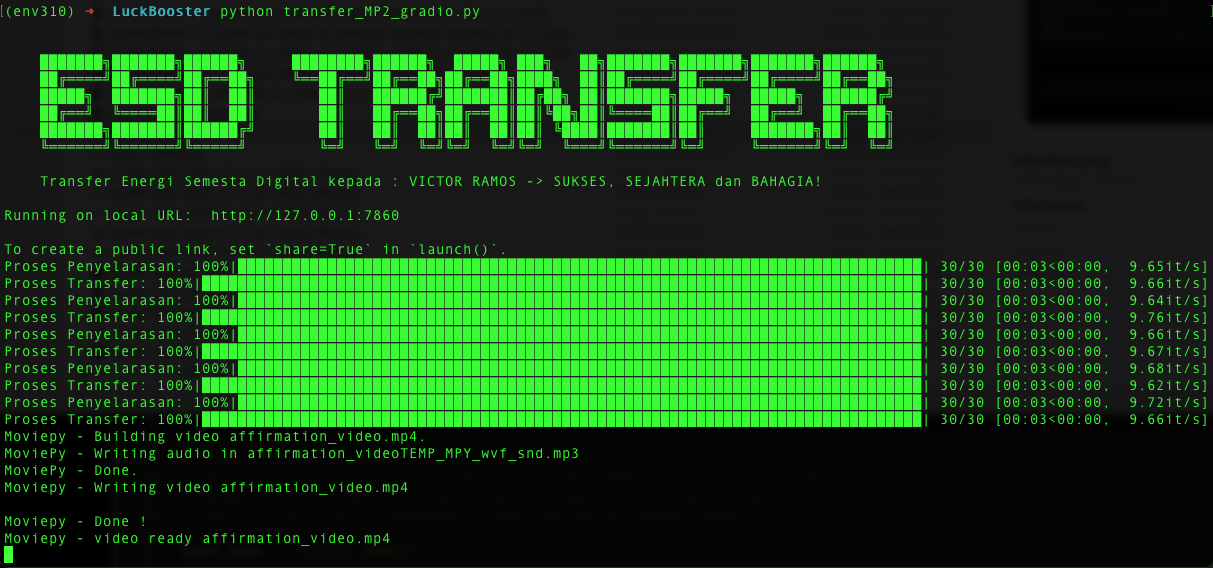 [(env310) ➜ LuckBooster python transfer_MP2_gradio.py ]
ESD TRANSFER
Transfer Energi Semesta Digital kepada : VICTOR RAMOS -> SUKSES, SEJAHTERA dan BAHAGIA!
Running on local URL:  http://127.0.0.1:7860
To create a public link, set `share=True` in `launch()`.
Proses Penyelarasan: 100%| 30/30 [00:03<00:00,  9.65it/s]
Proses Transfer: 100%| 30/30 [00:03<00:00,  9.66it/s]
Proses Penyelarasan: 100%| 30/30 [00:03<00:00,  9.64it/s]
Proses Transfer: 100%| 30/30 [00:03<00:00,  9.76it/s]
Proses Penyelarasan: 100%| 30/30 [00:03<00:00,  9.66it/s]
Proses Transfer: 100%| 30/30 [00:03<00:00,  9.67it/s]
Proses Penyelarasan: 100%| 30/30 [00:03<00:00,  9.68it/s]
Proses Transfer: 100%| 30/30 [00:03<00:00,  9.62it/s]
Proses Penyelarasan: 100%| 30/30 [00:03<00:00,  9.72it/s]
Proses Transfer: 100%| 30/30 [00:03<00:00,  9.66it/s]
Moviepy - Building video affirmation_video.mp4.
MoviePy - Writing audio in affirmation_videoTEMP_MPY_wvf_snd.mp3
MoviePy - Done.
Moviepy - Writing video affirmation_video.mp4
Moviepy - Done !
Moviepy - video ready affirmation_video.mp4